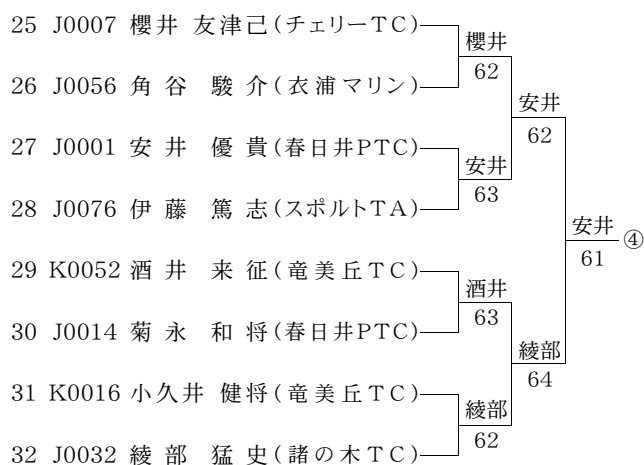 25 J0007 櫻井 友津己(チェリーTC)
櫻井
26 J0056 角谷 駿介(衣浦マリン)
62
安井
27 J0001 安井 優貴(春日井PTC)
62
安井
28 J0076 伊藤 篤志(スポルトTA)
63
安井 ④
29 K0052 酒井 来征(竜美丘TC)
61
酒井
30 J0014 菊永 和将(春日井PTC)
63
綾部
31 K0016 小久井 健将(竜美丘TC)
64
綾部
32 J0032 綾部 猛史(諸の木TC)
62